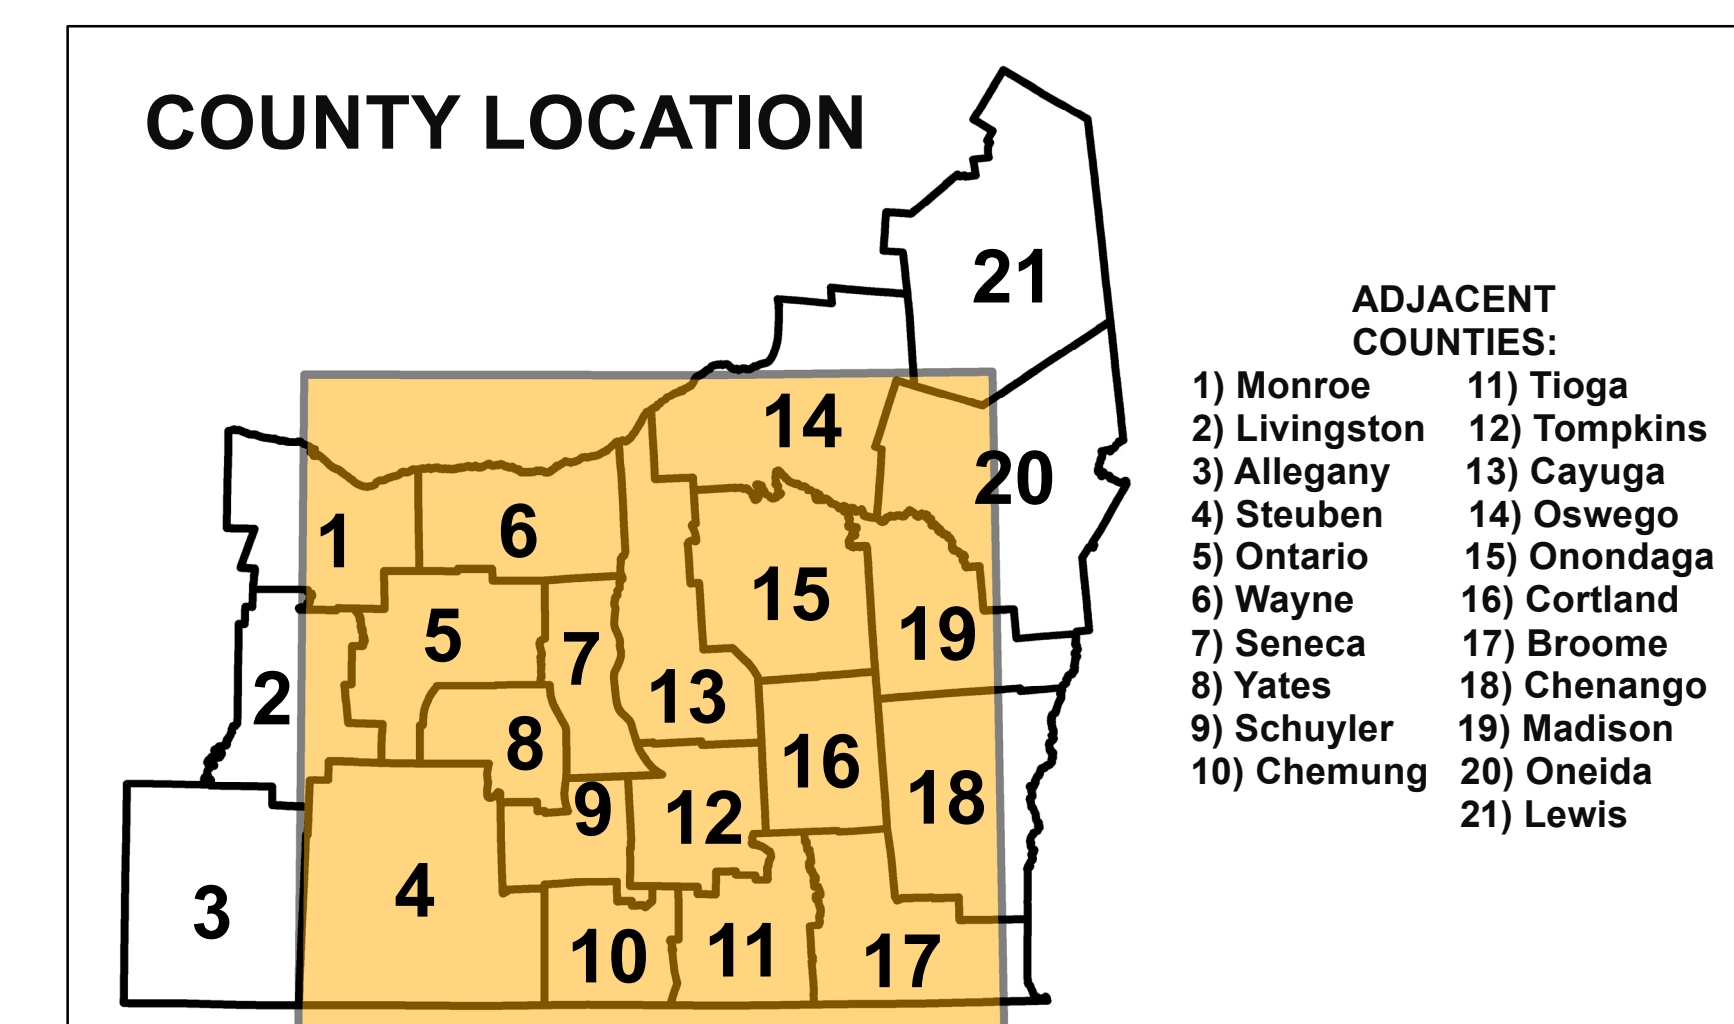 COUNTY LOCATION
21
14
20
1
6
15
5
7
19
2
13
8
16
9
12
18
4
3
10
11
17
ADJACENT
COUNTIES:
1) Monroe 11) Tioga
2) Livingston 12) Tompkins
3) Allegany 13) Cayuga
4) Steuben 14) Oswego
5) Ontario 15) Onondaga
6) Wayne 16) Cortland
7) Seneca 17) Broome
8) Yates 18) Chenango
9) Schuyler 19) Madison
10) Chemung 20) Oneida
21) Lewis